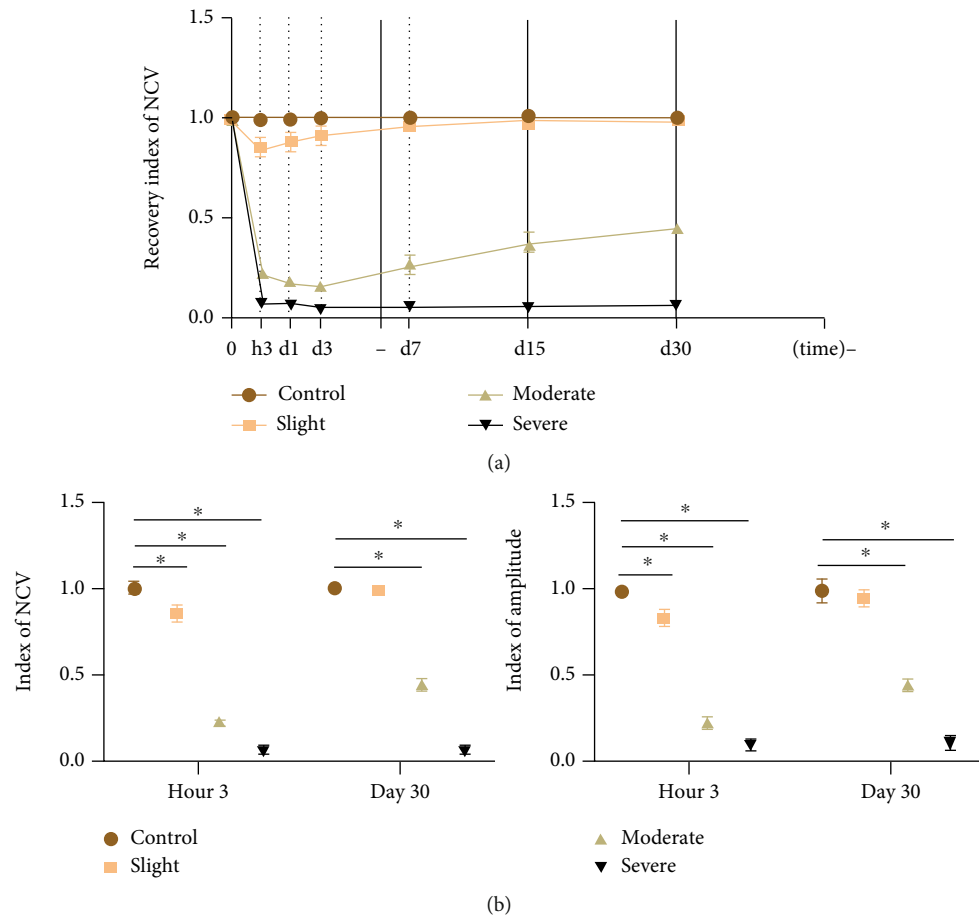 1.5
1.0
0.5
0.0
Recovery index of NCV
0 h3 d1 d3 – d7 d15 d30 (time)–
Control
Slight
Moderate
Severe
(a)
1.5
1.0
0.5
0.0
Index of NCV
* * *
* *
Hour 3 Day 30
1.5
1.0
0.5
0.0
Index of amplitude
* * *
* *
Hour 3 Day 30
Control
Slight
Moderate
Severe
(b)